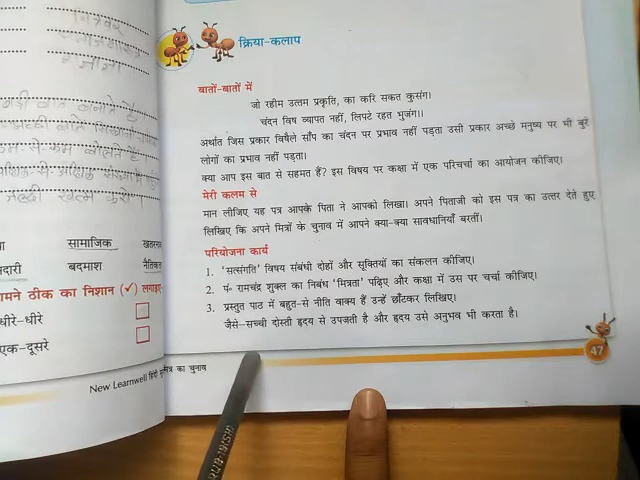 सामाजिक
खतरना
दारी
बदमाश
नैतिक
ामने ठीक का निशान (✓) लगाइए
धीरे-धीरे
एक-दूसरे
New Learnwell हिंदी
मित्र का चुनाव
क्रिया-कलाप
बातों-बातों में
जो रहीम उत्तम प्रकृति, का करि सकत कुसंग।
चंदन विष व्यापत नहीं, लिपटे रहत भुजंग।।
अर्थात जिस प्रकार विषैले साँप का चंदन पर प्रभाव नहीं पड़ता उसी प्रकार अच्छे मनुष्य पर भी बुरे
लोगों का प्रभाव नहीं पड़ता।
क्या आप इस बात से सहमत हैं? इस विषय पर कक्षा में एक परिचर्चा का आयोजन कीजिए।
मेरी कलम से
मान लीजिए यह पत्र आपके पिता ने आपको लिखा। अपने पिताजी को इस पत्र का उत्तर देते हुए
लिखिए कि अपने मित्रों के चुनाव में आपने क्या-क्या सावधानियाँ बरतीं।
परियोजना कार्य
1. ‘सत्संगति’ विषय संबंधी दोहों और सूक्तियों का संकलन कीजिए।
2. पं॰ रामचंद्र शुक्ल का निबंध ‘मित्रता’ पढ़िए और कक्षा में उस पर चर्चा कीजिए।
3. प्रस्तुत पाठ में बहुत-से नीति वाक्य हैं उन्हें छाँटकर लिखिए।
जैसे-सच्ची दोस्ती हृदय से उपजती है और हृदय उसे अनुभव भी करता है।
47